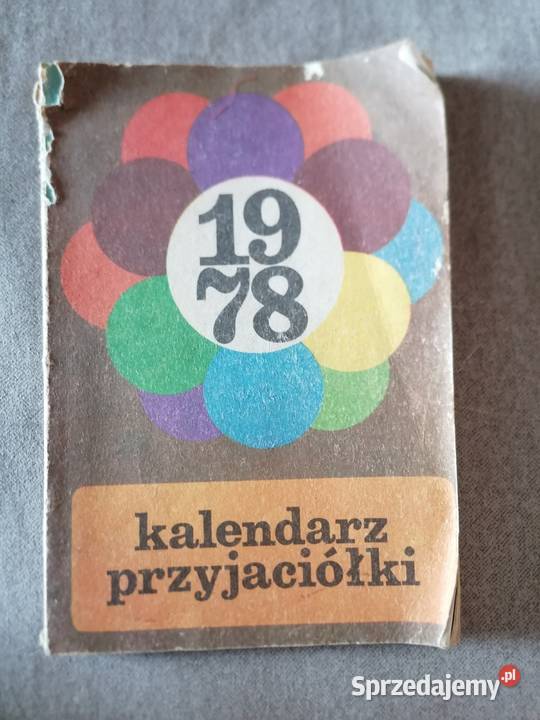 19
78
kalendarz
przyjaciółki
Sprzedajemy.pl